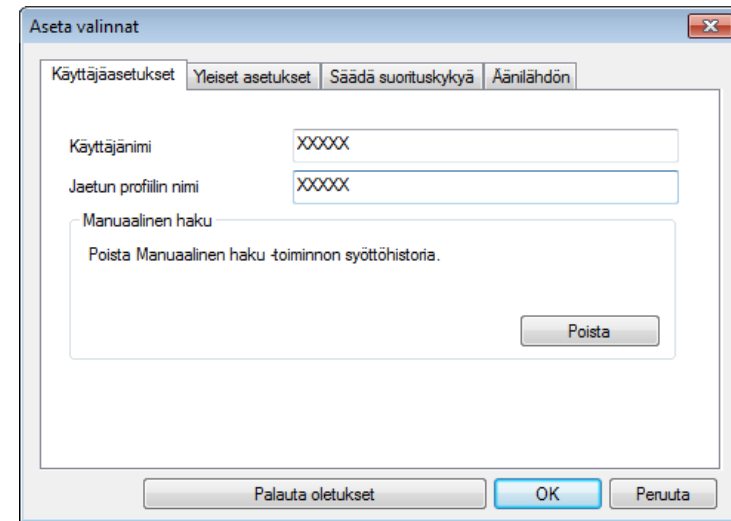 Aseta valinnat
Käyttäjäasetukset Yleiset asetukset Säädä suorituskykyä Äänilähdön
Käyttäjänimi XXXXX
Jaetun profiilin nimi XXXXX
Manuaalinen haku
Poista Manuaalinen haku -toiminnon syöttöhistoria.
Poista
Palauta oletukset OK Peruuta